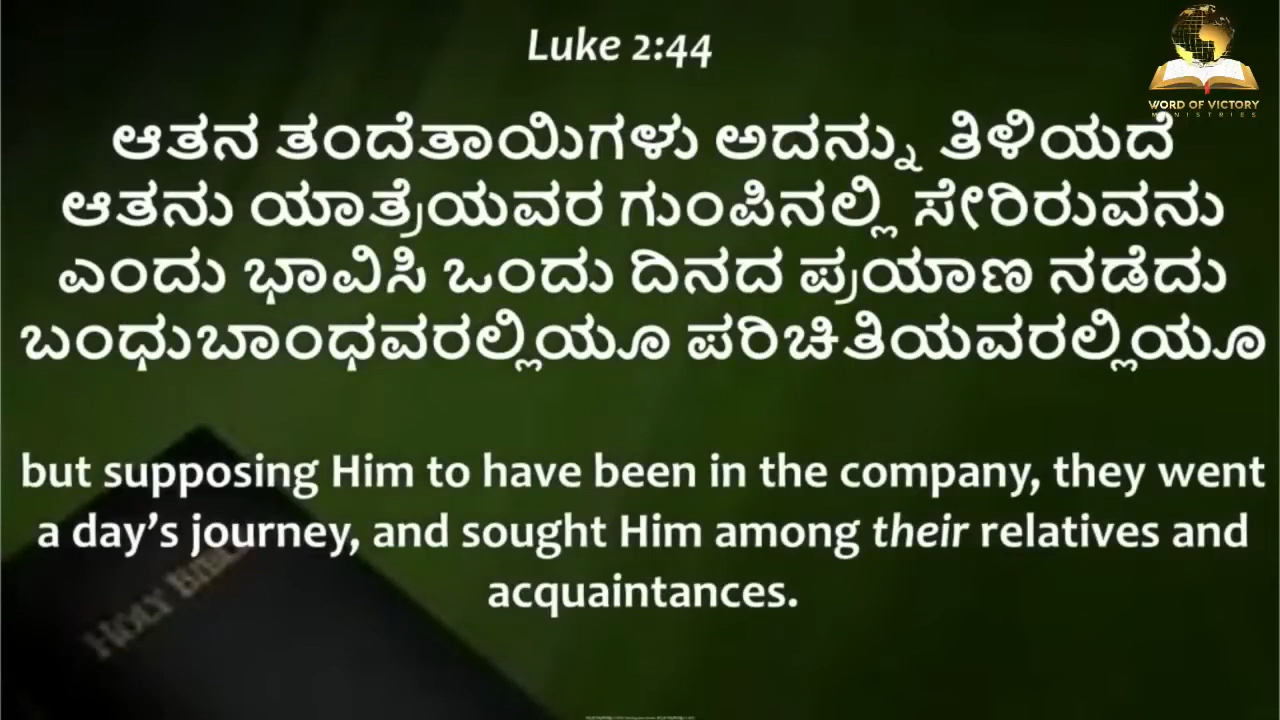 Luke 2:44
WORD OF VICTORY
MINISTRIES
ಆತನ ತಂದೆತಾಯಿಗಳು ಅದನ್ನು ತಿಳಿಯದೆ
ಆತನು ಯಾತ್ರೆಯವರ ಗುಂಪಿನಲ್ಲಿ ಸೇರಿರುವನು
ಎಂದು ಭಾವಿಸಿ ಒಂದು ದಿನದ ಪ್ರಯಾಣ ನಡೆದು
ಬಂಧುಬಾಂಧವರಲ್ಲಿಯೂ ಪರಿಚಿತಿಯವರಲ್ಲಿಯೂ
but supposing Him to have been in the company, they went
a day’s journey, and sought Him among their relatives and
acquaintances.
HOLY BIBLE